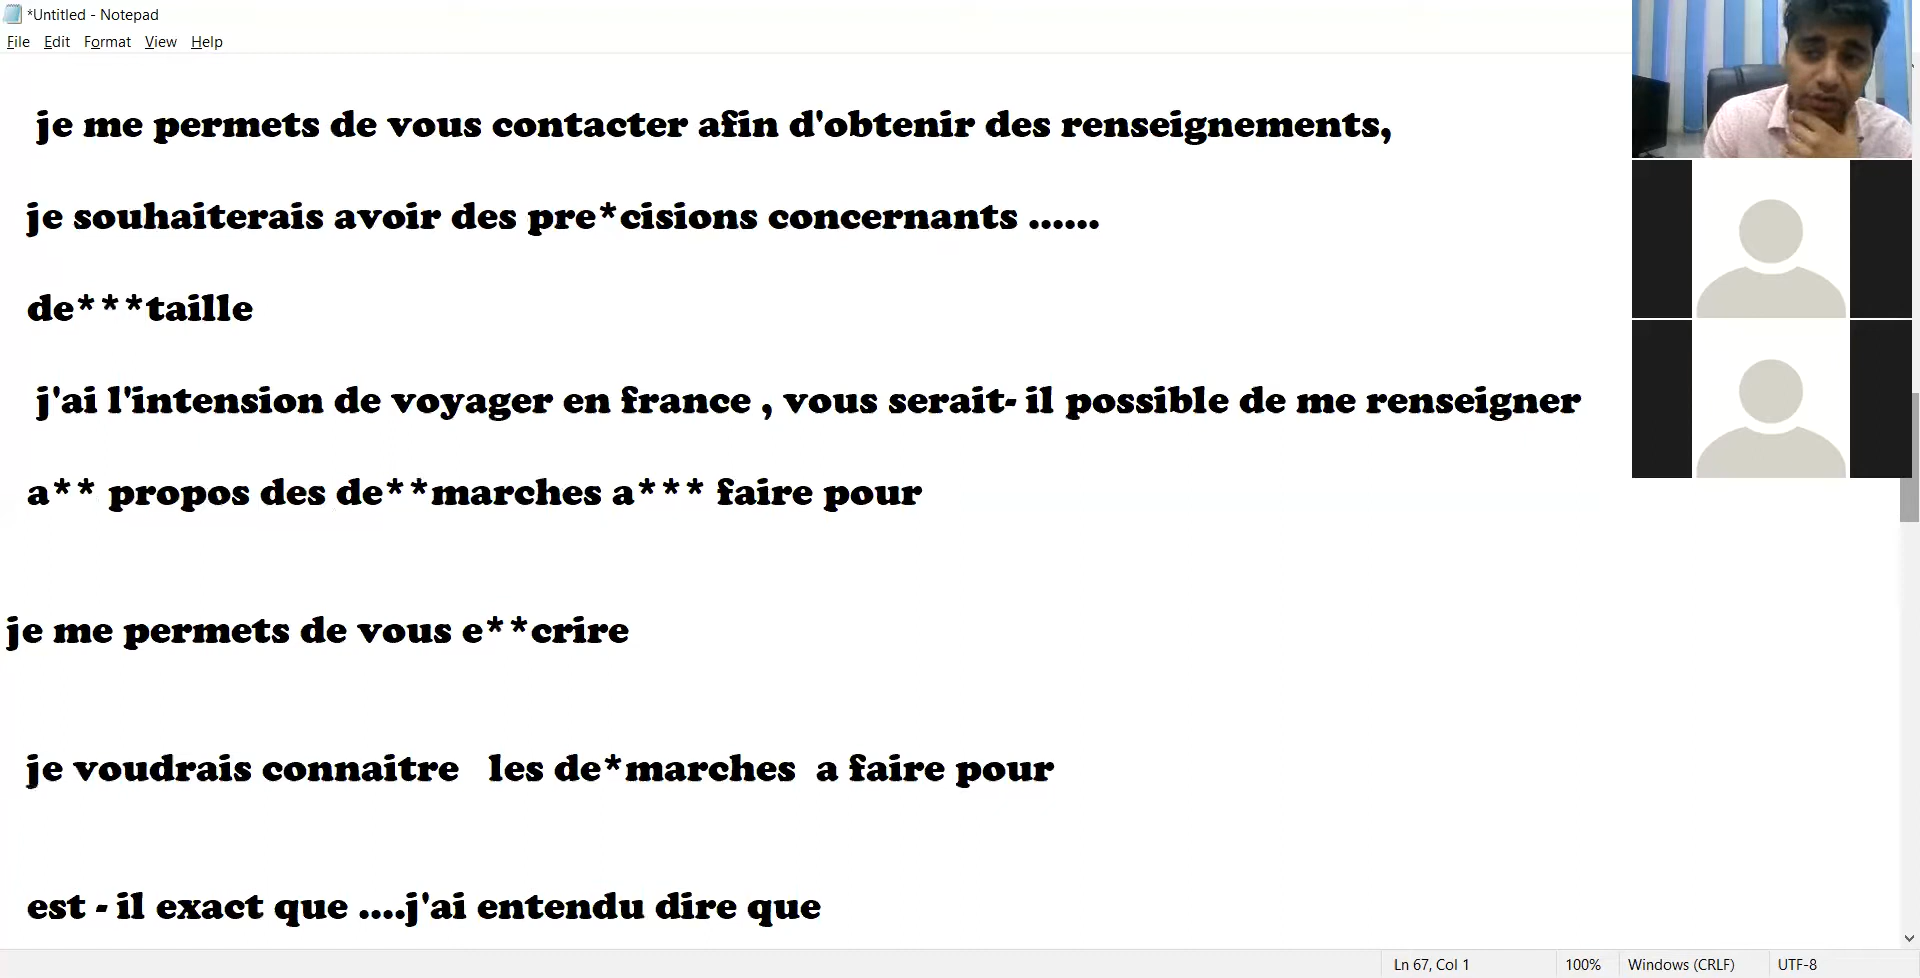 *Untitled - Notepad
File Edit Format View Help
je me permets de vous contacter afin d'obtenir des renseignements,
je souhaiterais avoir des pre*cisions concernants ......
de***taille
j'ai l'intension de voyager en france , vous serait- il possible de me renseigner
a** propos des de**marches a*** faire pour
je me permets de vous e**crire
je voudrais connaitre   les de*marches  a faire pour
est - il exact que ....j'ai entendu dire que
Ln 67, Col 1 100% Windows (CRLF) UTF-8